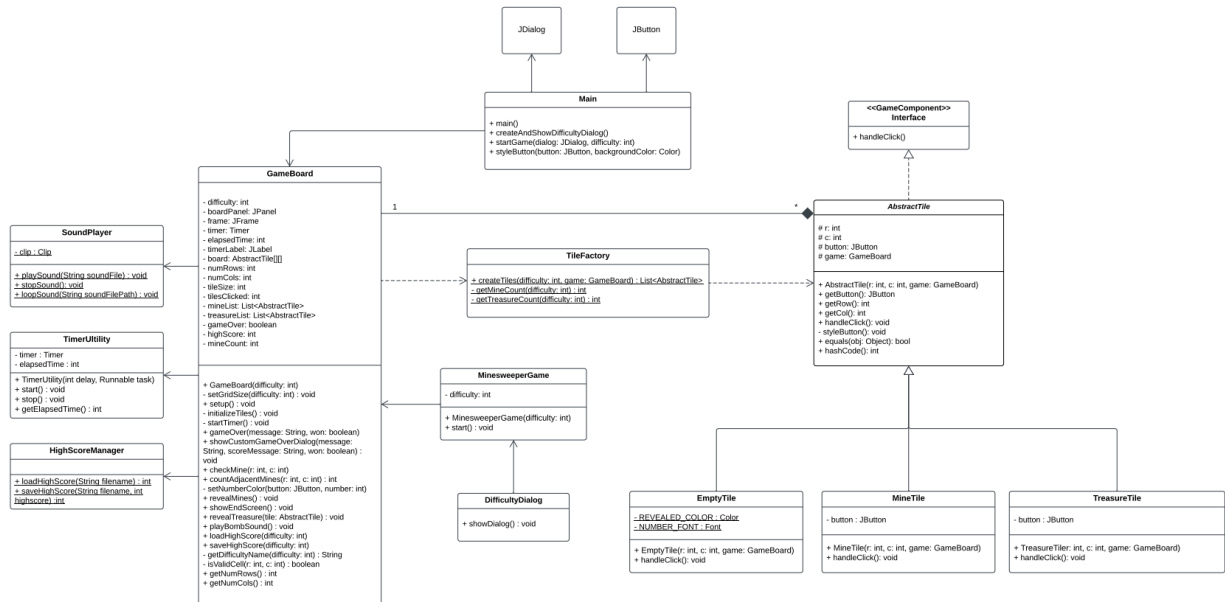 JDialog
JButton
Main
+ main()
+ createAndShowDifficultyDialog()
+ startGame(dialog: JDialog, difficulty: int)
+ styleButton(button: JButton, backgroundColor: Color)
<<GameComponent>>
Interface
+ handleClick()
GameBoard
- difficulty: int
- boardPanel: JPanel
- frame: JFrame
- timer: Timer
- elapsedTime: int
- timerLabel: JLabel
- board: AbstractTile[][]
- numRows: int
- numCols: int
- tileSize: int
- tilesClicked: int
- mineList: List<AbstractTile>
- treasureList: List<AbstractTile>
- gameOver: boolean
- highScore: int
- mineCount: int
+ GameBoard(difficulty: int)
- setGridSize(difficulty: int) : void
+ setup() : void
- initializeTiles() : void
- startTimer() : void
+ gameOver(message: String, won: boolean)
+ showCustomGameOverDialog(message:
String, scoreMessage: String, won: boolean) :
void
+ checkMine(r: int, c: int)
+ countAdjacentMines(r: int, c: int) : int
- setNumberColor(button: JButton, number: int)
+ revealMines() : void
+ showEndScreen() : void
+ revealTreasure(tile: AbstractTile) : void
+ playBombSound() : void
+ loadHighScore(difficulty: int)
+ saveHighScore(difficulty: int)
- getDifficultyName(difficulty: int) : String
- isValidCell(r: int, c: int) : boolean
+ getNumRows() : int
+ getNumCols() : int
1
*
SoundPlayer
- clip : Clip
+ playSound(String soundFile) : void
+ stopSound() : void
+ loopSound(String soundFilePath) : void
TimerUItility
- timer : Timer
- elapsedTime : int
+ TimerUtility(int delay, Runnable task)
+ start() : void
+ stop() : void
+ getElapsedTime() : int
HighScoreManager
+ loadHighScore(String filename) : int
+ saveHighScore(String filename, int
highscore) :int
TileFactory
+ createTiles(difficulty: int, game: GameBoard) : List<AbstractTile>
- getMineCount(difficulty: int) : int
- getTreasureCount(difficulty: int) : int
MinesweeperGame
- difficulty: int
+ MinesweeperGame(difficulty: int)
+ start() : void
DifficultyDialog
+ showDialog() : void
AbstractTile
# r: int
# c: int
# button: JButton
# game: GameBoard
+ AbstractTile(r: int, c: int, game: GameBoard)
+ getButton(): JButton
+ getRow(): int
+ getCol(): int
+ handleClick(): void
- styleButton(): void
+ equals(obj: Object): bool
+ hashCode(): int
EmptyTile
- REVEALED_COLOR : Color
- NUMBER_FONT : Font
+ EmptyTile(r: int, c: int, game: GameBoard)
+ handleClick(): void
MineTile
- button : JButton
+ MineTile(r: int, c: int, game: GameBoard)
+ handleClick(): void
TreasureTile
- button : JButton
+ TreasureTiler: int, c: int, game: GameBoard)
+ handleClick(): void